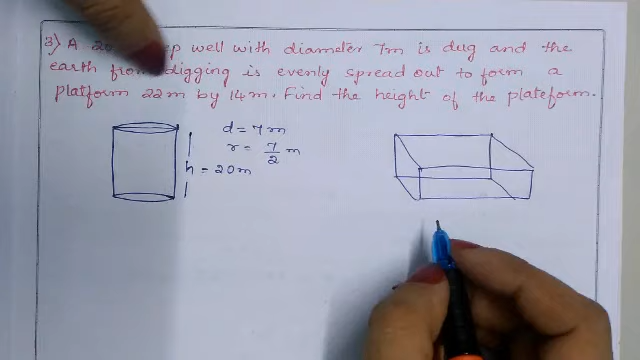 3) A well with diameter 7m is dug and the
earth from digging is evenly spread out to form a
platform 22m by 14m. Find the height of the plateform.
d = 7m
r = 7/2 m
h = 20m